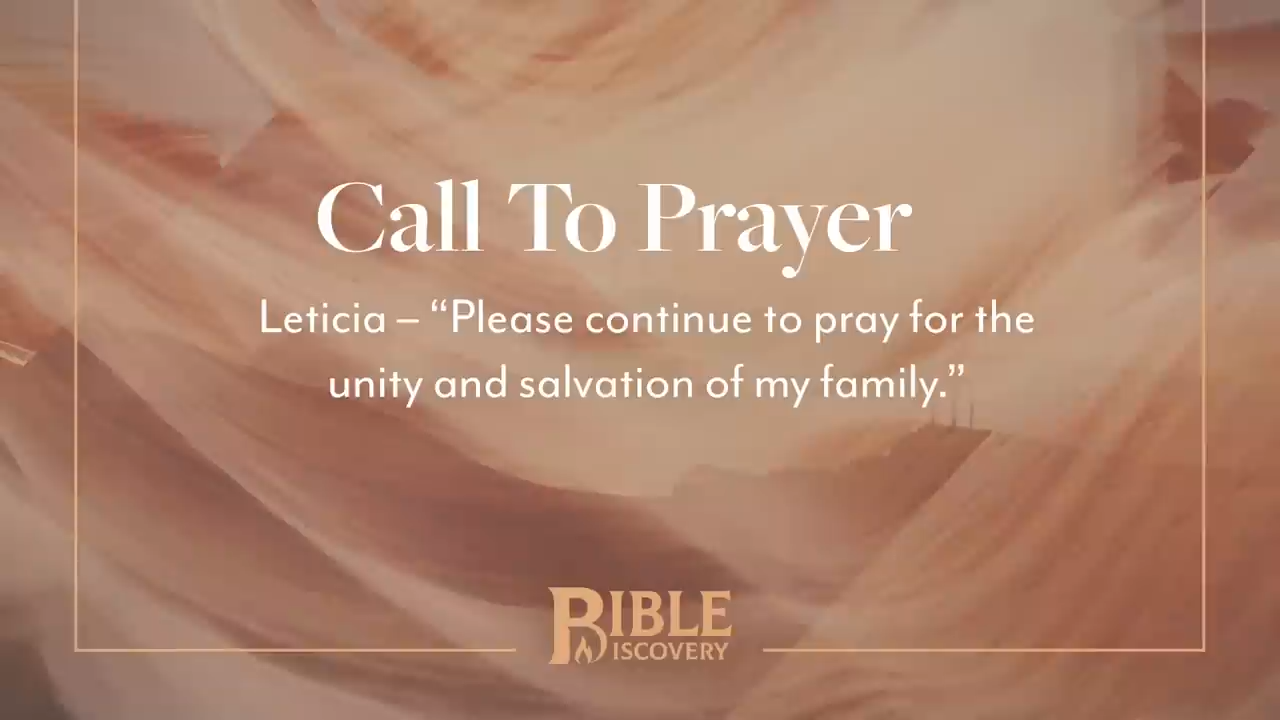 Call To Prayer
Leticia – “Please continue to pray for the
unity and salvation of my family.”
BIBLE
DISCOVERY